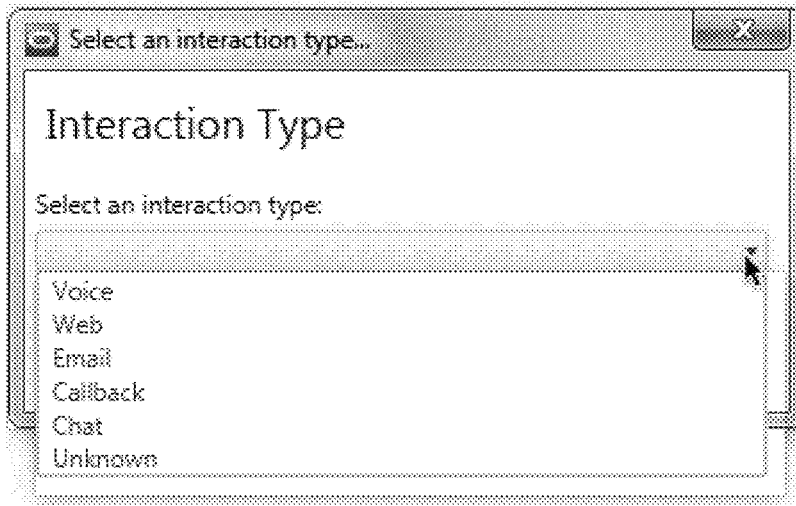 Select an interaction type...
Interaction Type
Select an interaction type:
Voice
Web
Email
Callback
Chat
Unknown